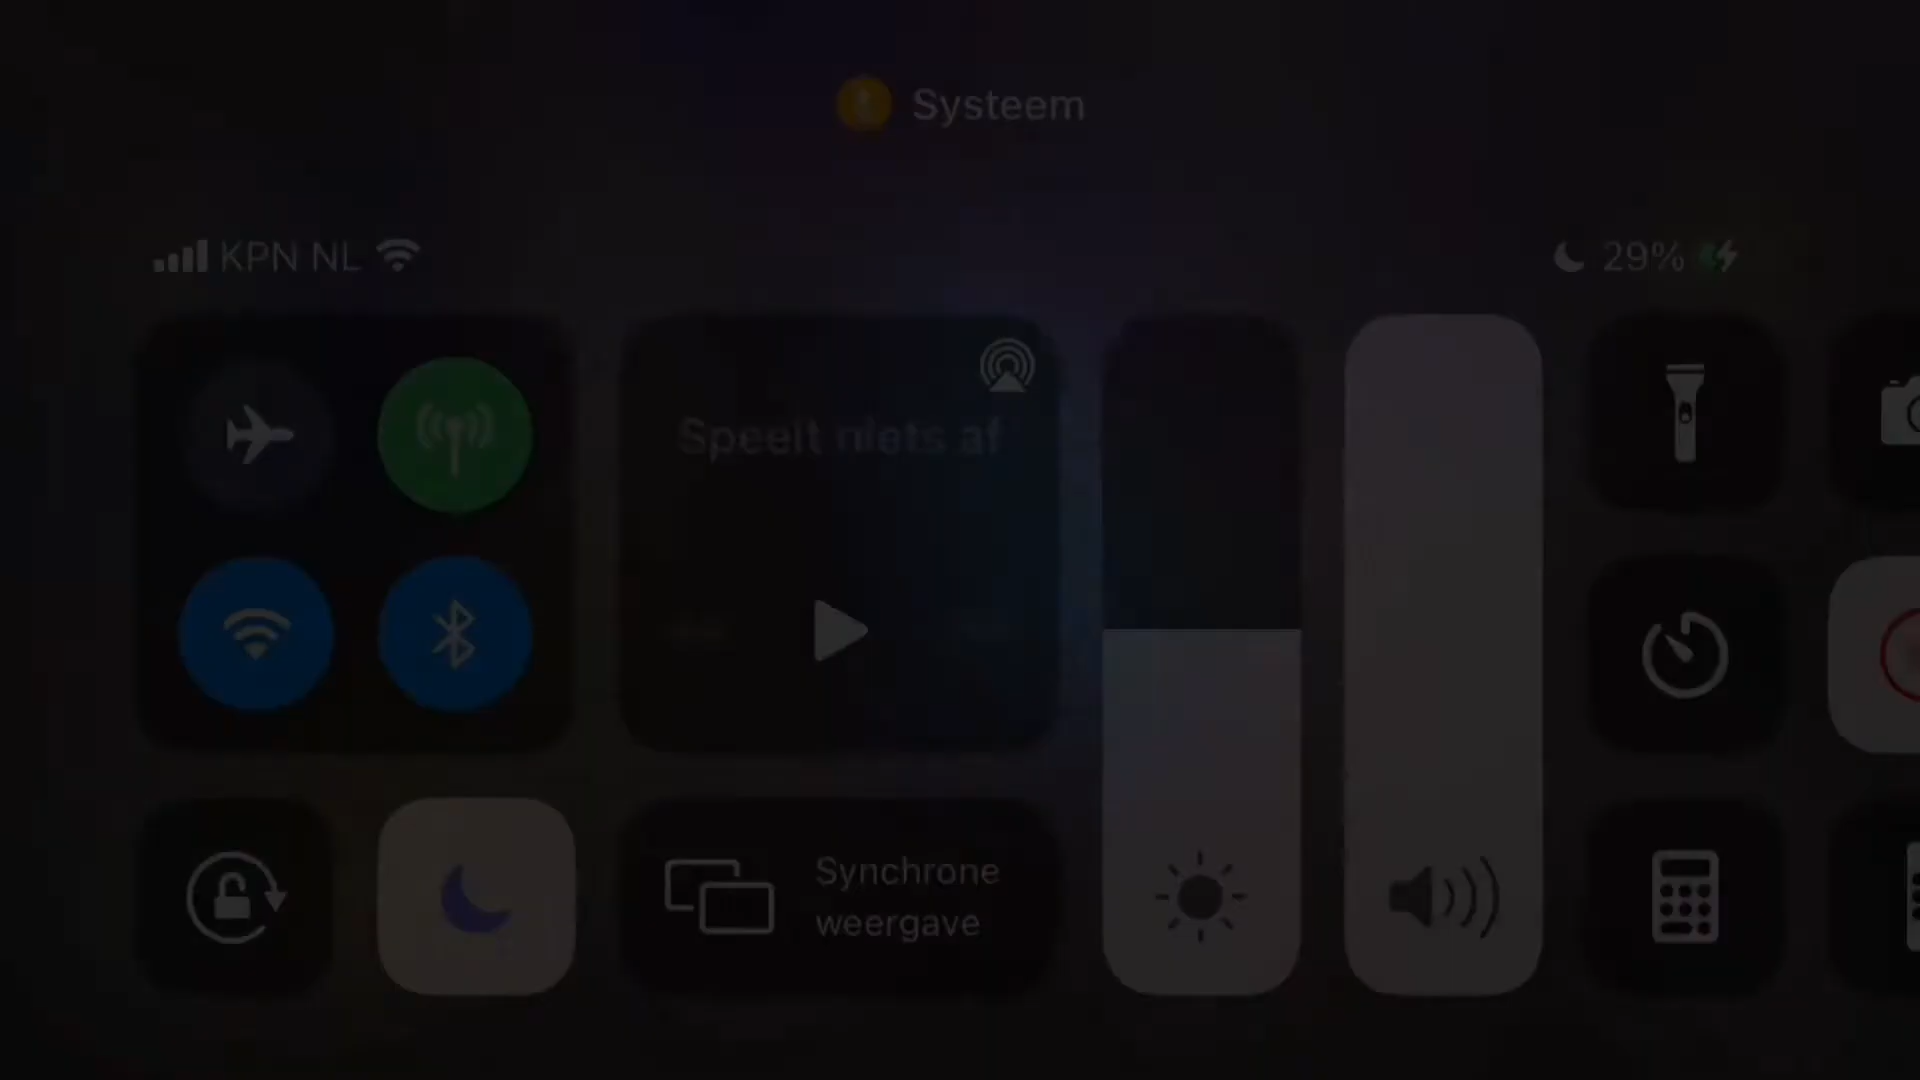 Systeem
KPN NL
29%
Speelt niets af
Synchrone
weergave